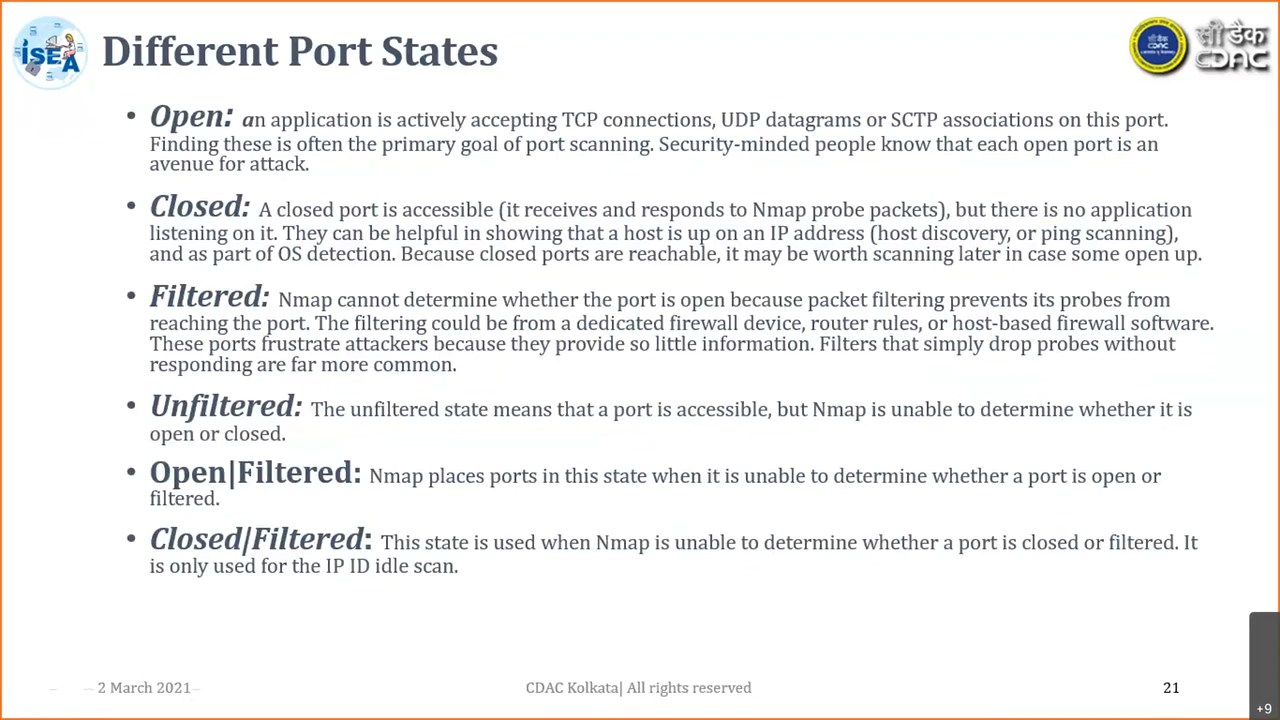 iSEA
Different Port States
सी डैक
CDAC
CDAC
• Open: an application is actively accepting TCP connections, UDP datagrams or SCTP associations on this port.
Finding these is often the primary goal of port scanning. Security-minded people know that each open port is an
avenue for attack.
• Closed: A closed port is accessible (it receives and responds to Nmap probe packets), but there is no application
listening on it. They can be helpful in showing that a host is up on an IP address (host discovery, or ping scanning),
and as part of OS detection. Because closed ports are reachable, it may be worth scanning later in case some open up.
• Filtered: Nmap cannot determine whether the port is open because packet filtering prevents its probes from
reaching the port. The filtering could be from a dedicated firewall device, router rules, or host-based firewall software.
These ports frustrate attackers because they provide so little information. Filters that simply drop probes without
responding are far more common.
• Unfiltered: The unfiltered state means that a port is accessible, but Nmap is unable to determine whether it is
open or closed.
• Open|Filtered: Nmap places ports in this state when it is unable to determine whether a port is open or
filtered.
• Closed|Filtered: This state is used when Nmap is unable to determine whether a port is closed or filtered. It
is only used for the IP ID idle scan.
2 March 2021
CDAC Kolkata| All rights reserved
21
+9